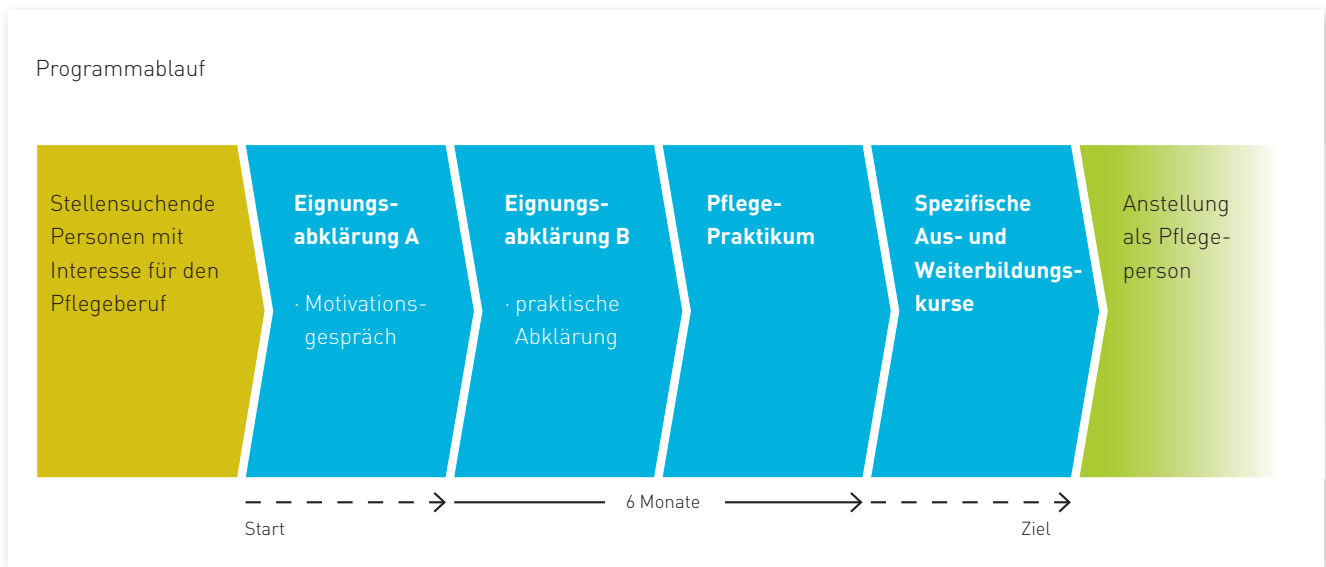 Programmablauf
Stellensuchende
Personen mit
Interesse für den
Pflegeberuf
Eignungs-
abklärung A
· Motivations-
gespräch
Eignungs-
abklärung B
· praktische
Abklärung
Pflege-
Praktikum
Spezifische
Aus- und
Weiterbildungs-
kurse
Anstellung
als Pflege-
person
6 Monate
Start
Ziel